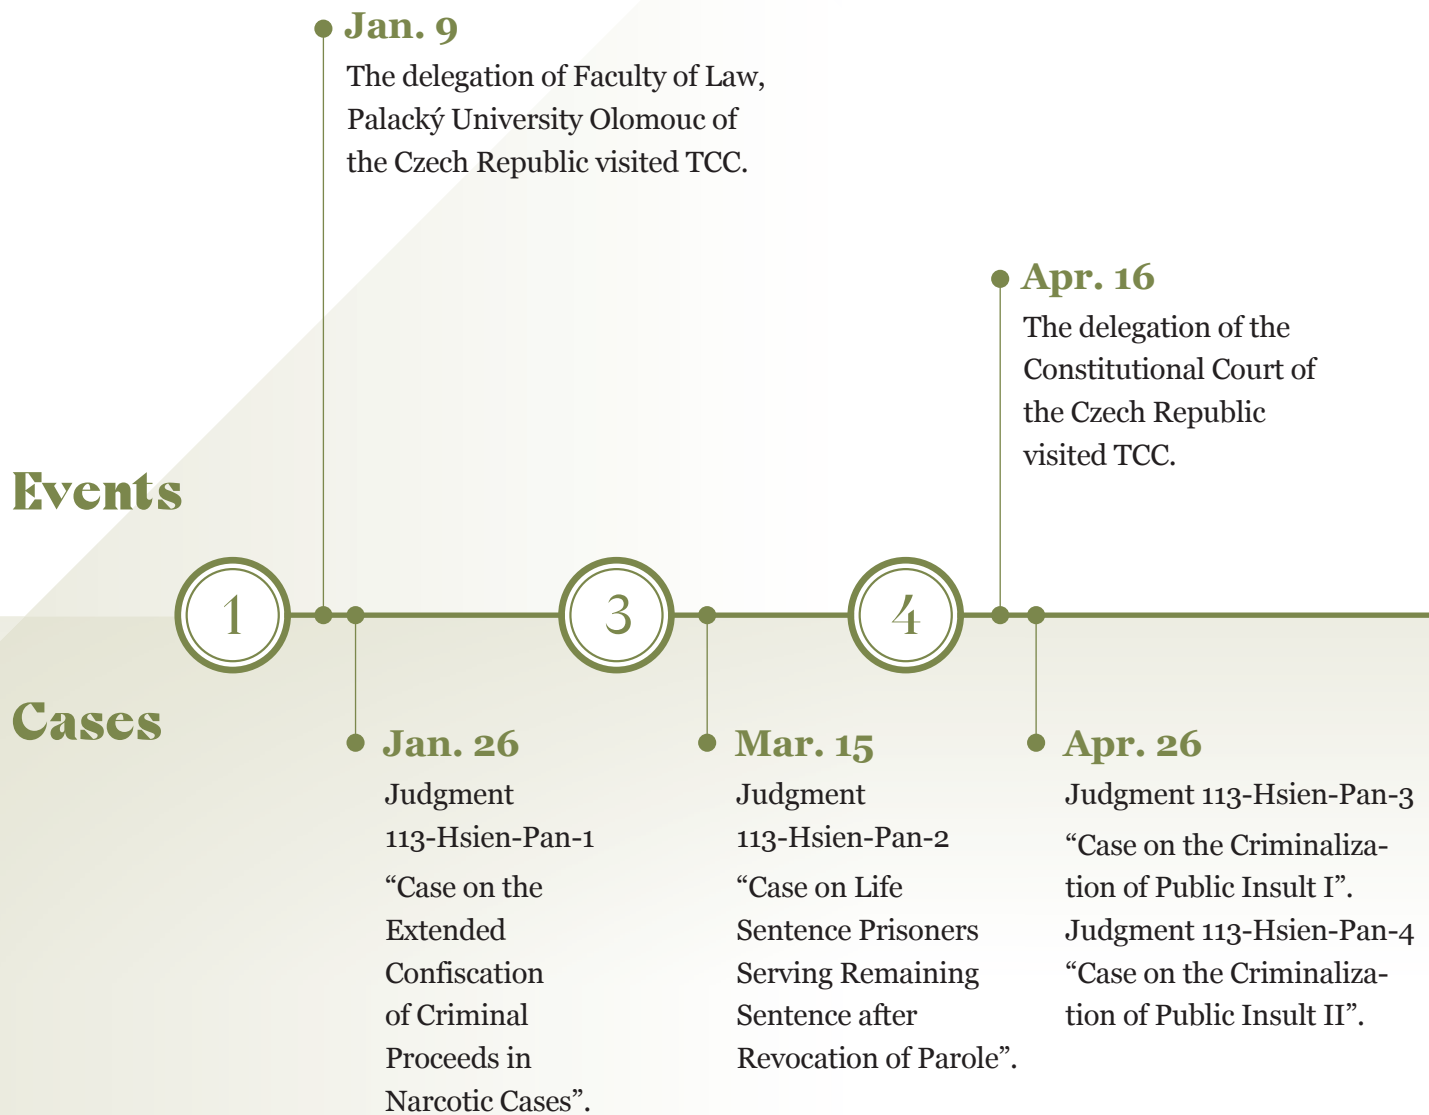 Jan. 9
The delegation of Faculty of Law,
Palacký University Olomouc of
the Czech Republic visited TCC.
Apr. 16
The delegation of the
Constitutional Court of
the Czech Republic
visited TCC.
Events
1
3
4
Cases
Jan. 26
Judgment
113-Hsien-Pan-1
“Case on the
Extended
Confiscation
of Criminal
Proceeds in
Narcotic Cases”.
Mar. 15
Judgment
113-Hsien-Pan-2
“Case on Life
Sentence Prisoners
Serving Remaining
Sentence after
Revocation of Parole”.
Apr. 26
Judgment 113-Hsien-Pan-3
“Case on the Criminaliza-
tion of Public Insult I”.
Judgment 113-Hsien-Pan-4
“Case on the Criminaliza-
tion of Public Insult II”.